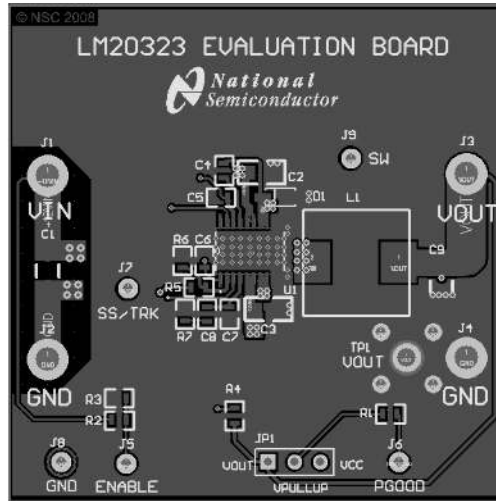 © NSC 2008
LM20323 EVALUATION BOARD
National
Semiconductor
J1
J9
J3
SW
C4
C2
VIN
C5
D1
L1
VOUT
C1
R6 C6
C9
J7
R5
U1
SS/TRK
R7 C8 C7
C3
J2
TP1
VOUT
J4
GND
GND
R3
R2
R4
R1
J8
J5
JP1
J6
VOUT
VCC
GND
ENABLE
VPULLUP
PGOOD